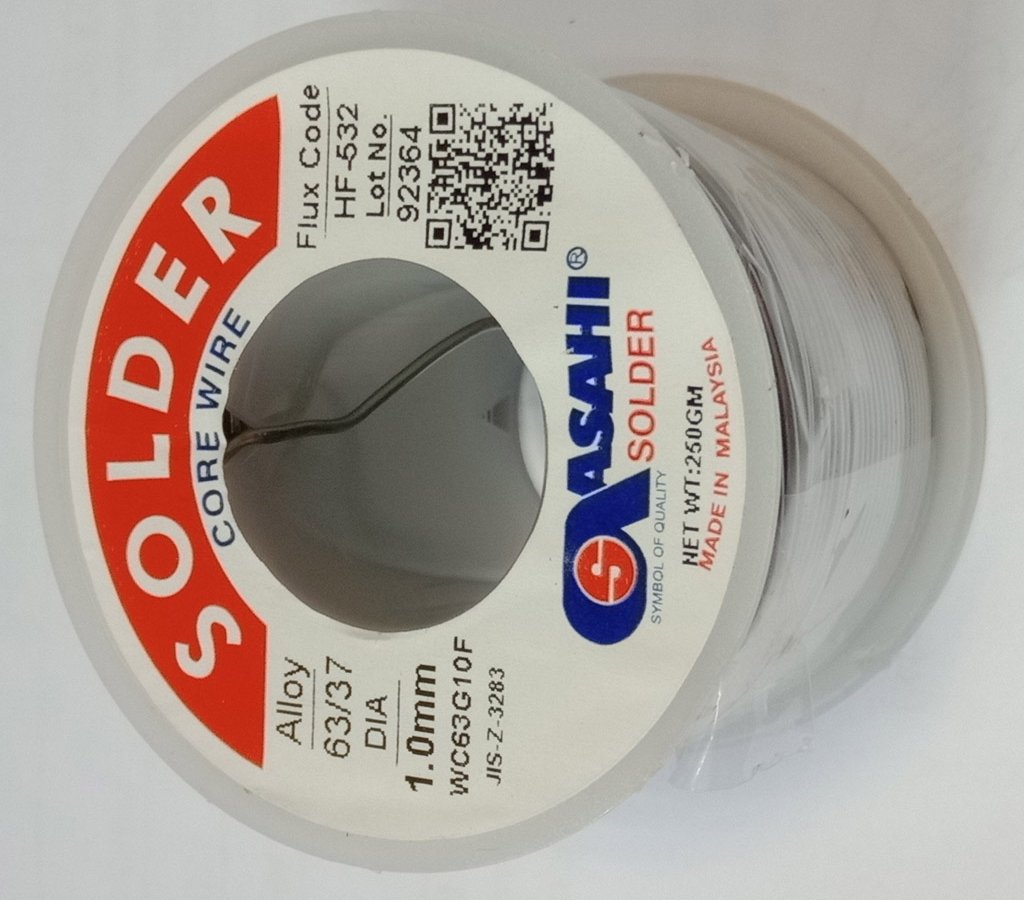 SOLDER
CORE WIRE
Alloy
63/37
DIA
1.0mm
WC63G10F
JIS-Z-3283
Flux Code
HF-532
Lot No.
92364
ASAHI®
SOLDER
SYMBOL OF QUALITY
NET WT:250GM
MADE IN MALAYSIA